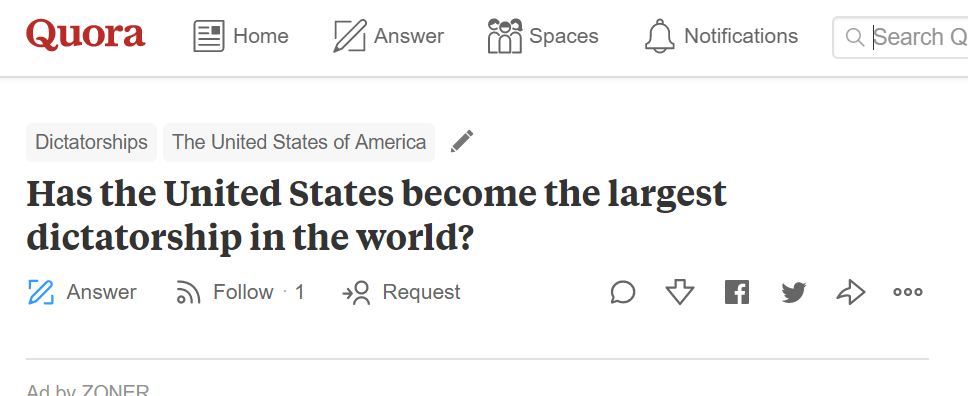 Quora Home Answer Spaces Notifications Search Q
Dictatorships The United States of America
Has the United States become the largest
dictatorship in the world?
Answer Follow · 1 Request
Ad by ZONER